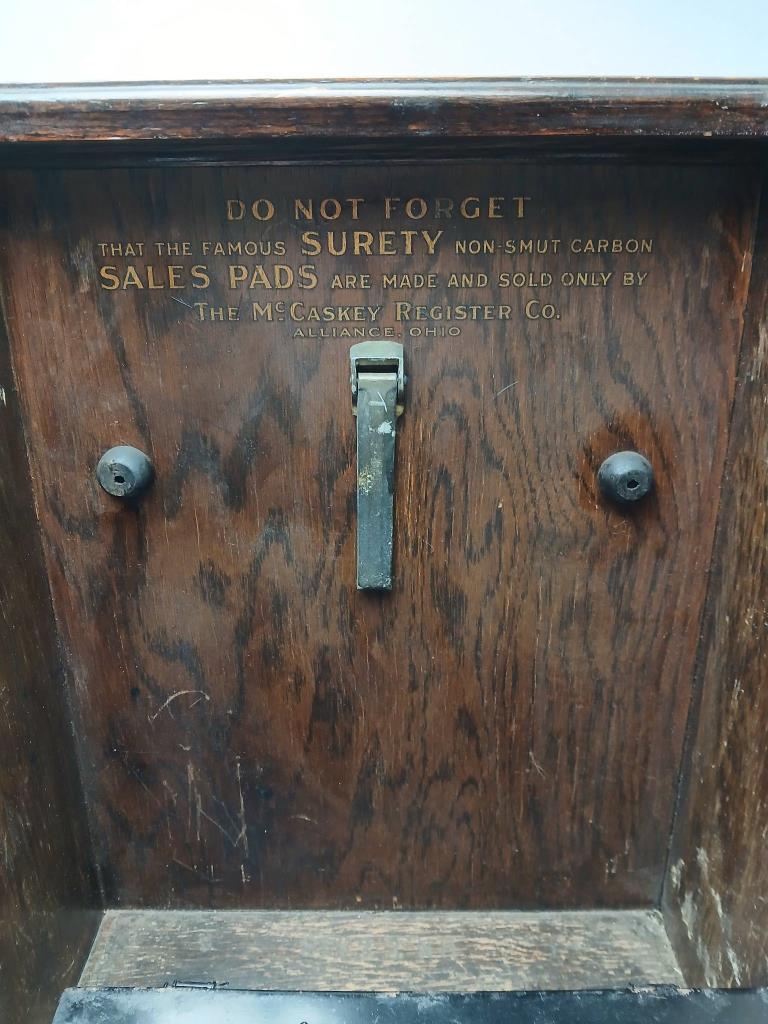 DO NOT FORGET
THAT THE FAMOUS SURETY NON-SMUT CARBON
SALES PADS ARE MADE AND SOLD ONLY BY
THE McCASKEY REGISTER CO.
ALLIANCE, OHIO